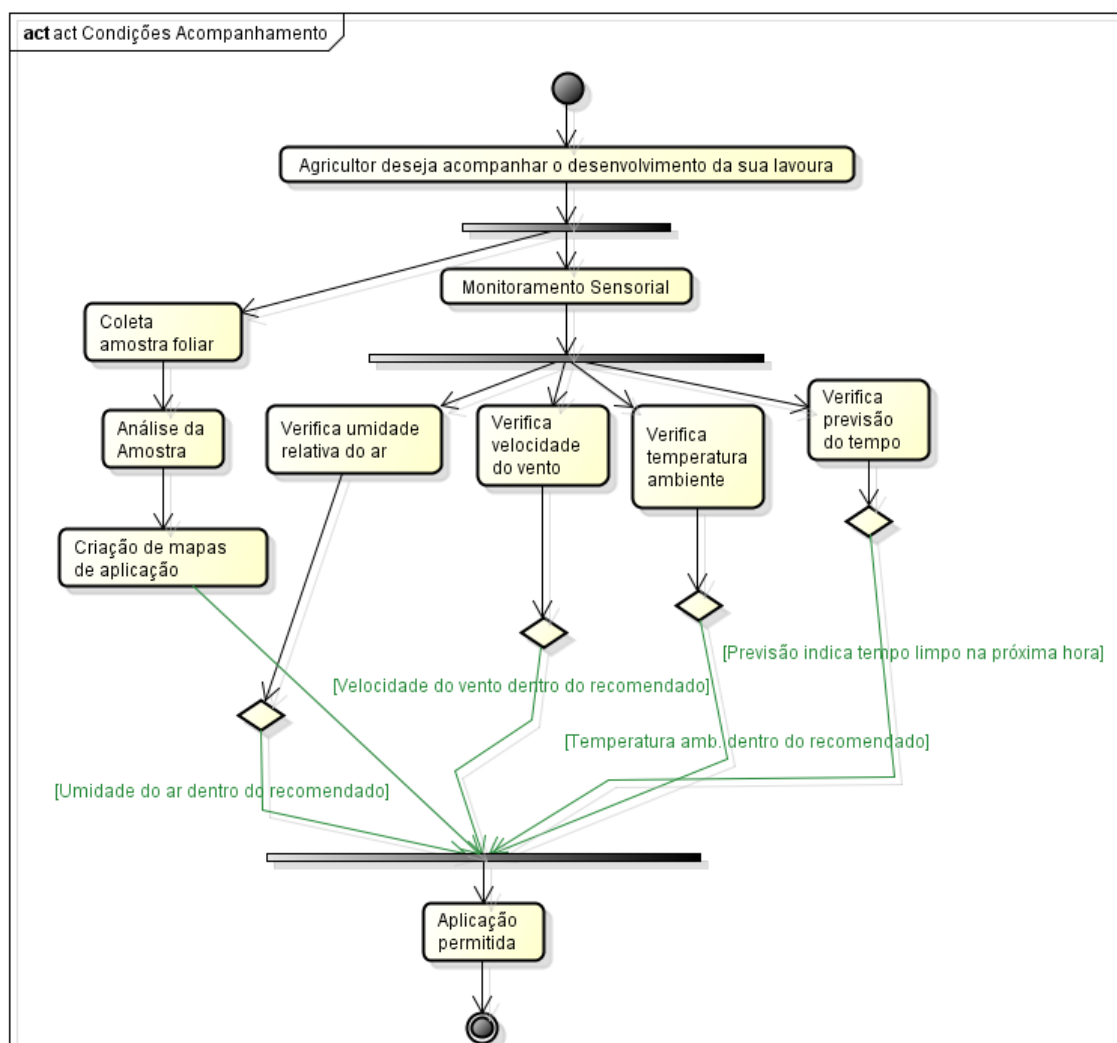 act act Condições Acompanhamento
Agricultor deseja acompanhar o desenvolvimento da sua lavoura
Monitoramento Sensorial
Coleta
amostra foliar
Análise da
Amostra
Criação de mapas
de aplicação
Verifica umidade
relativa do ar
Verifica
velocidade
do vento
Verifica
temperatura
ambiente
Verifica
previsão
do tempo
[Previsão indica tempo limpo na próxima hora]
[Velocidade do vento dentro do recomendado]
[Temperatura amb. dentro do recomendado]
[Umidade do ar dentro do recomendado]
Aplicação
permitida